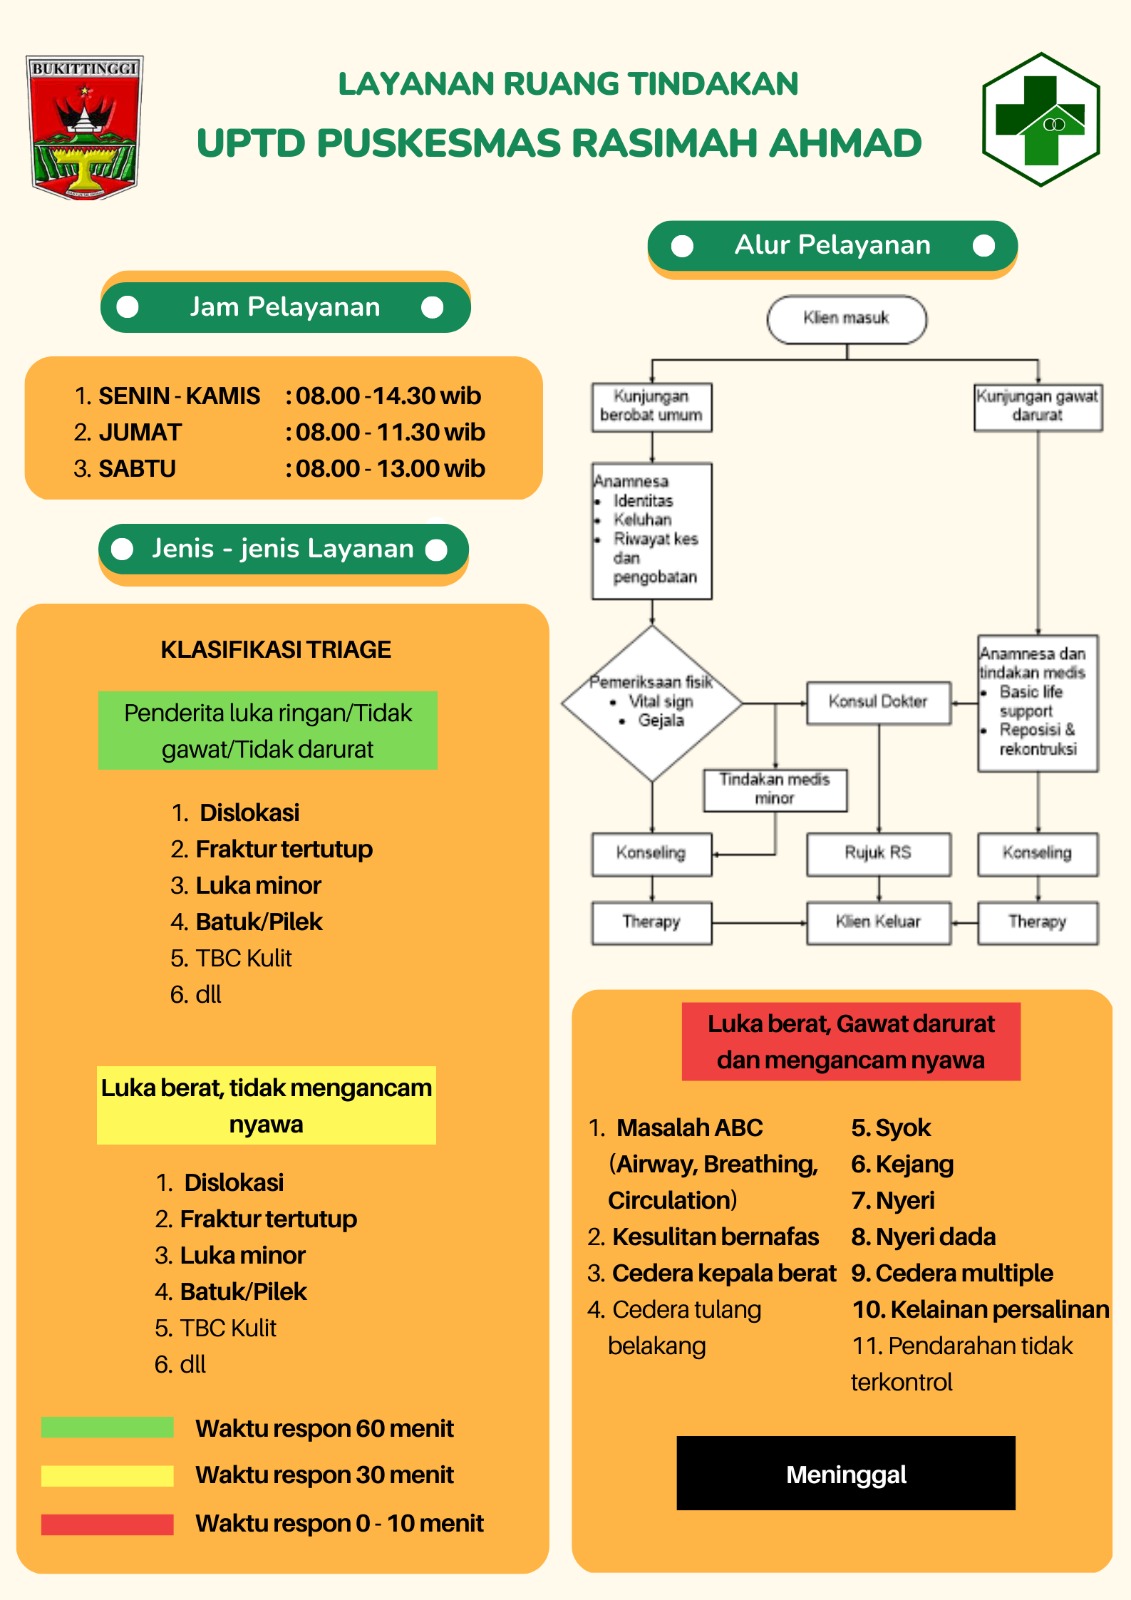 BUKITTINGGI
LAYANAN RUANG TINDAKAN
UPTD PUSKESMAS RASIMAH AHMAD
Jam Pelayanan
1. SENIN - KAMIS : 08.00 -14.30 wib
2. JUMAT : 08.00 - 11.30 wib
3. SABTU : 08.00 - 13.00 wib
Jenis - jenis Layanan
KLASIFIKASI TRIAGE
Penderita luka ringan/Tidak
gawat/Tidak darurat
1. Dislokasi
2. Fraktur tertutup
3. Luka minor
4. Batuk/Pilek
5. TBC Kulit
6. dll
Luka berat, tidak mengancam
nyawa
1. Dislokasi
2. Fraktur tertutup
3. Luka minor
4. Batuk/Pilek
5. TBC Kulit
6. dll
Waktu respon 60 menit
Waktu respon 30 menit
Waktu respon 0 - 10 menit
Alur Pelayanan
Klien masuk
Kunjungan
berobat umum
Kunjungan gawat
darurat
Anamnesa
• Identitas
• Keluhan
• Riwayat kes
dan
pengobatan
Pemeriksaan fisik
• Vital sign
• Gejala
Konsul Dokter
Anamnesa dan
tindakan medis
• Basic life
support
• Reposisi &
rekontruksi
Tindakan medis
minor
Konseling
Rujuk RS
Konseling
Therapy
Klien Keluar
Therapy
Luka berat, Gawat darurat
dan mengancam nyawa
1. Masalah ABC
(Airway, Breathing,
Circulation)
2. Kesulitan bernafas
3. Cedera kepala berat
4. Cedera tulang
belakang
5. Syok
6. Kejang
7. Nyeri
8. Nyeri dada
9. Cedera multiple
10. Kelainan persalinan
11. Pendarahan tidak
terkontrol
Meninggal